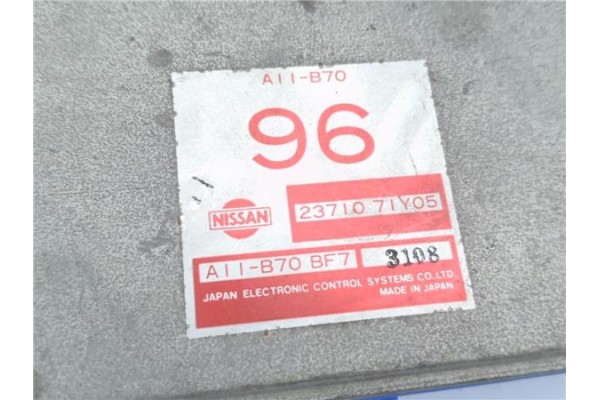 A11-B70
96
NISSAN
23710 71Y05
A11-B70 BF7 3108
JAPAN ELECTRONIC CONTROL SYSTEMS CO.,LTD.
MADE IN JAPAN